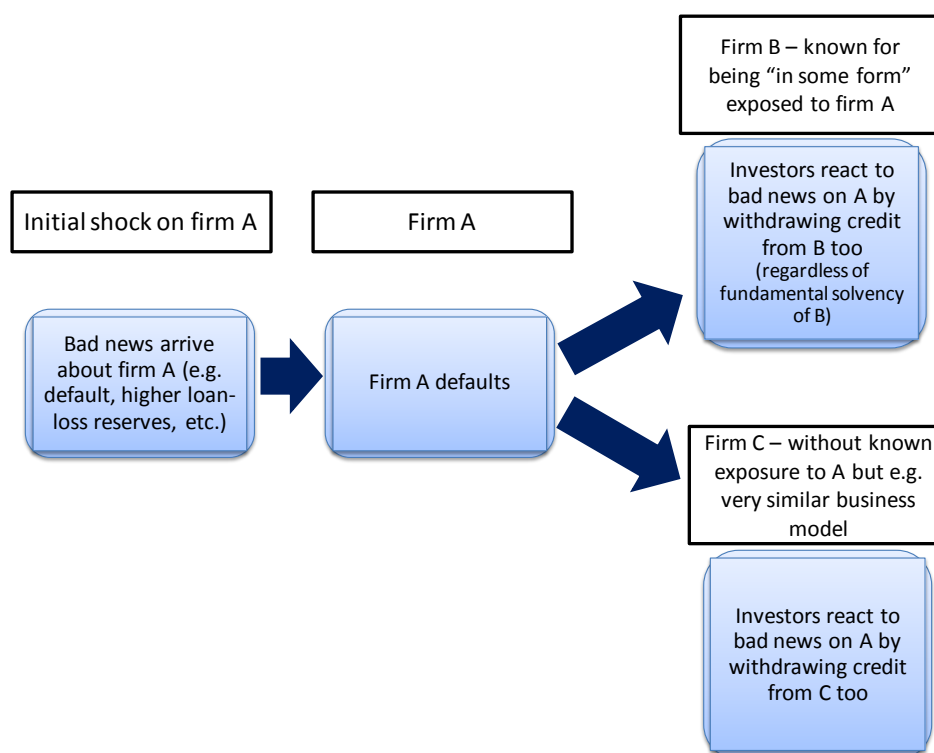 Initial shock on firm A
Bad news arrive
about firm A (e.g.
default, higher loan-
loss reserves, etc.)
Firm A
Firm A defaults
Firm B – known for
being “in some form”
exposed to firm A
Investors react to
bad news on A by
withdrawing credit
from B too
(regardless of
fundamental solvency
of B)
Firm C – without known
exposure to A but e.g.
very similar business
model
Investors react to
bad news on A by
withdrawing credit
from C too